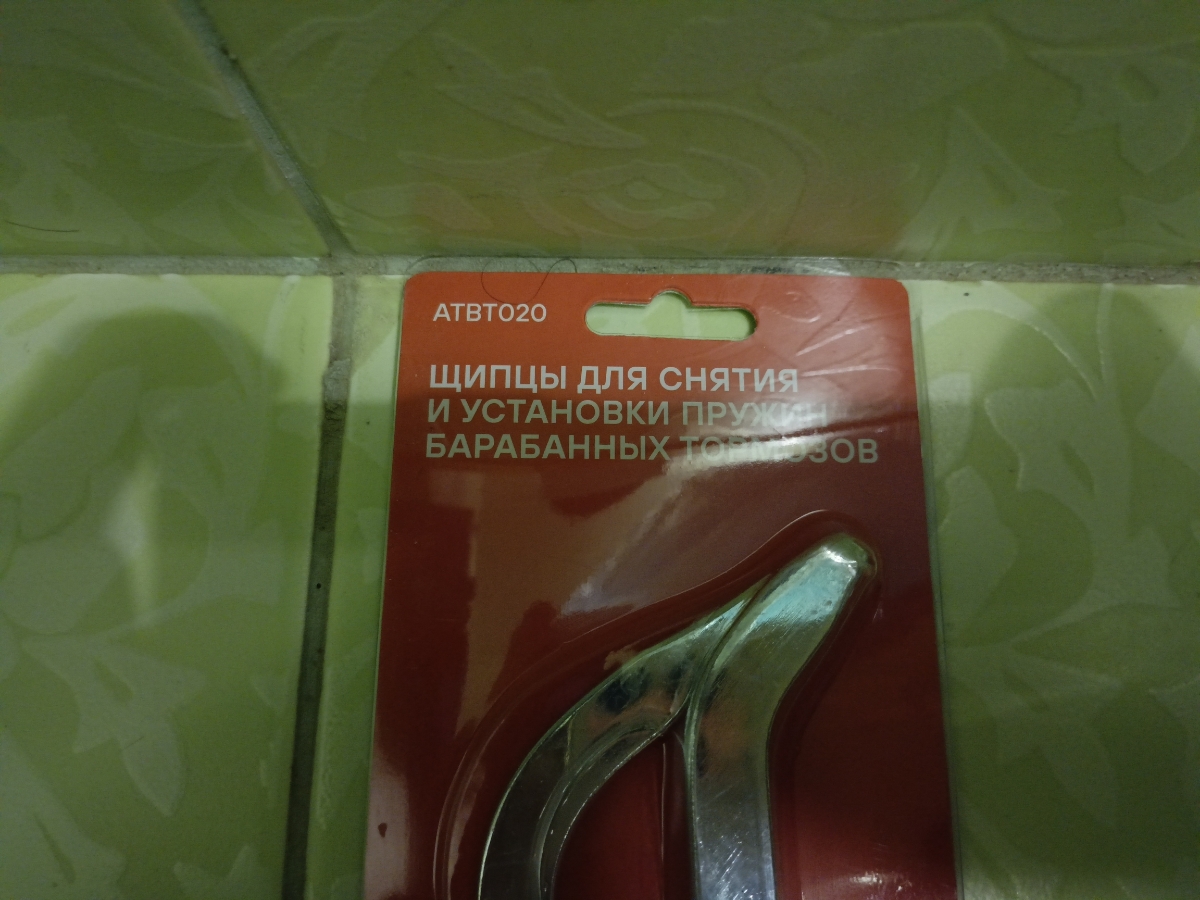 ATBT020
ЩИПЦЫ ДЛЯ СНЯТИЯ
И УСТАНОВКИ ПРУЖИН
БАРАБАННЫХ ТОРМОЗОВ